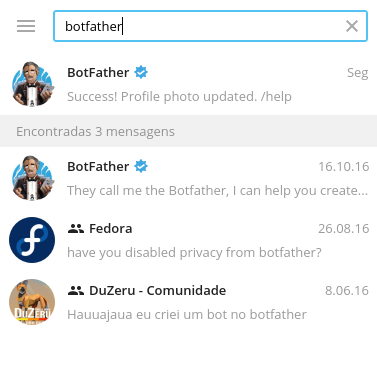 botfather
BotFather
Seg
Success! Profile photo updated. /help
Encontradas 3 mensagens
BotFather
16.10.16
They call me the Botfather, I can help you create...
Fedora
26.08.16
have you disabled privacy from botfather?
DuZeru - Comunidade
8.06.16
Hauuajaua eu criei um bot no botfather
DUZERU